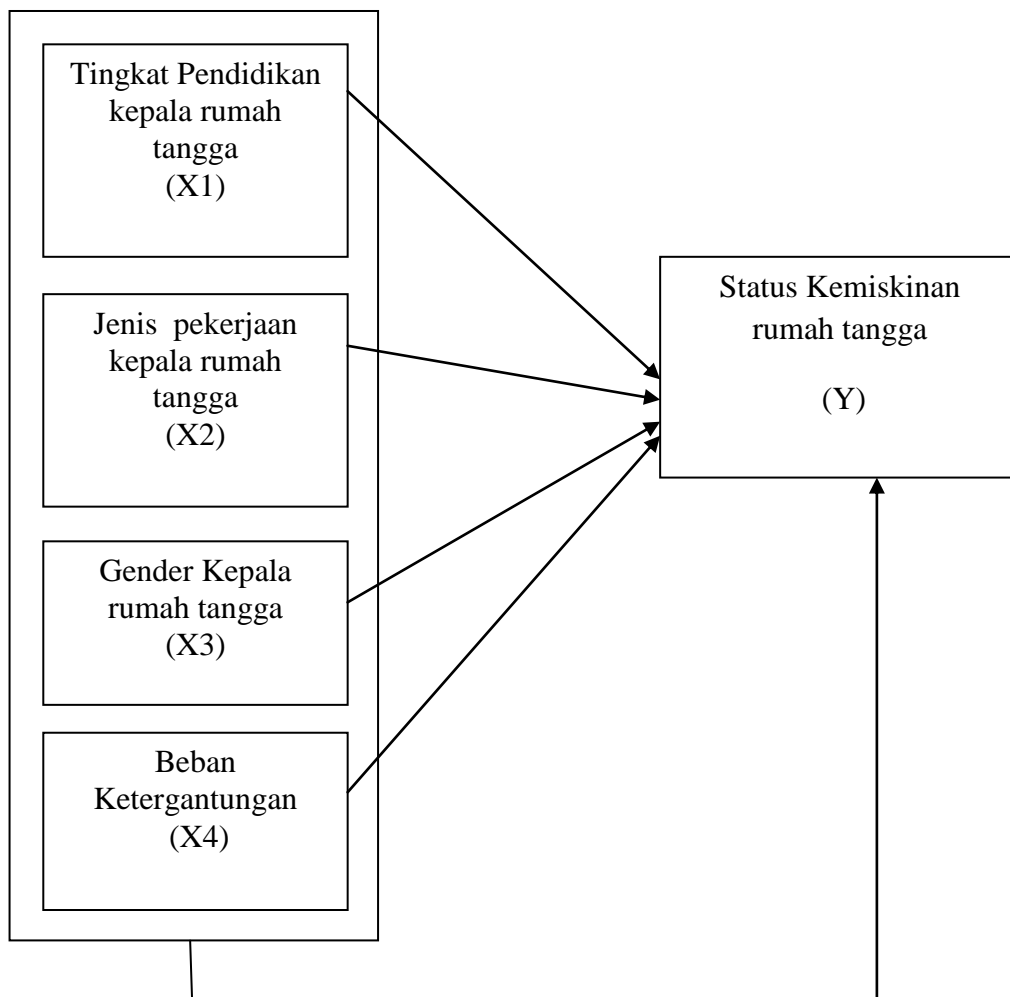 Tingkat Pendidikan
kepala rumah
tangga
(X1)
Jenis  pekerjaan
kepala rumah
tangga
(X2)
Gender Kepala
rumah tangga
(X3)
Beban
Ketergantungan
(X4)
Status Kemiskinan
rumah tangga
(Y)